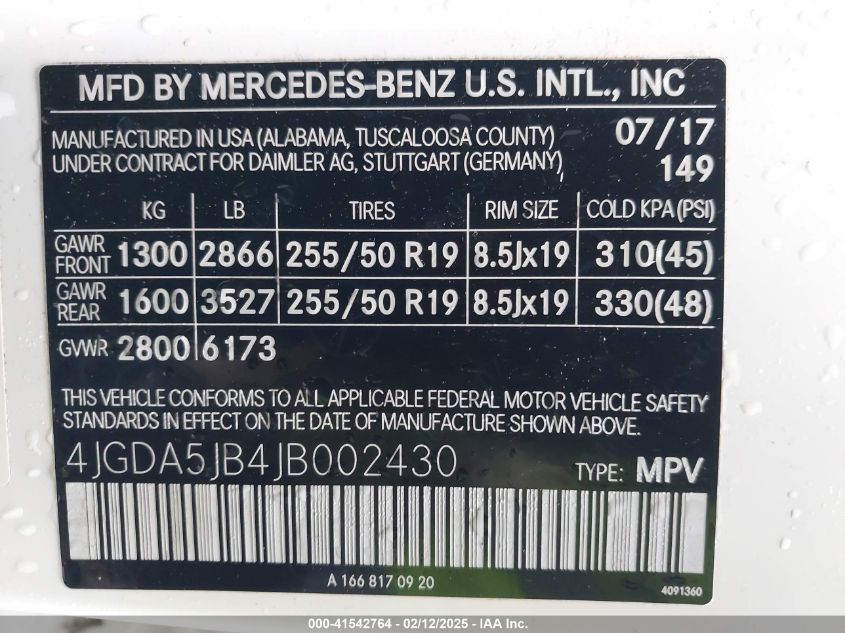 MFD BY MERCEDES-BENZ U.S. INTL., INC
MANUFACTURED IN USA (ALABAMA, TUSCALOOSA COUNTY) 07/17
UNDER CONTRACT FOR DAIMLER AG, STUTTGART (GERMANY) 149
KG LB TIRES RIM SIZE COLD KPA (PSI)
GAWR FRONT 1300 2866 255/50 R19 8.5Jx19 310(45)
GAWR REAR 1600 3527 255/50 R19 8.5Jx19 330(48)
GVWR 2800 6173
THIS VEHICLE CONFORMS TO ALL APPLICABLE FEDERAL MOTOR VEHICLE SAFETY
STANDARDS IN EFFECT ON THE DATE OF MANUFACTURE SHOWN ABOVE.
4JGDA5JB4JB002430 TYPE: MPV
A 166 817 09 20
4091360
000-41542764 - 02/12/2025 - IAA Inc.